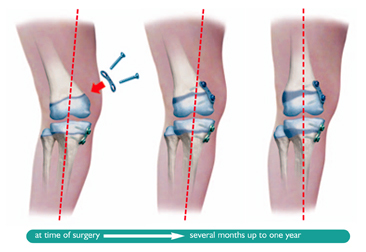 at time of surgery several months up to one year